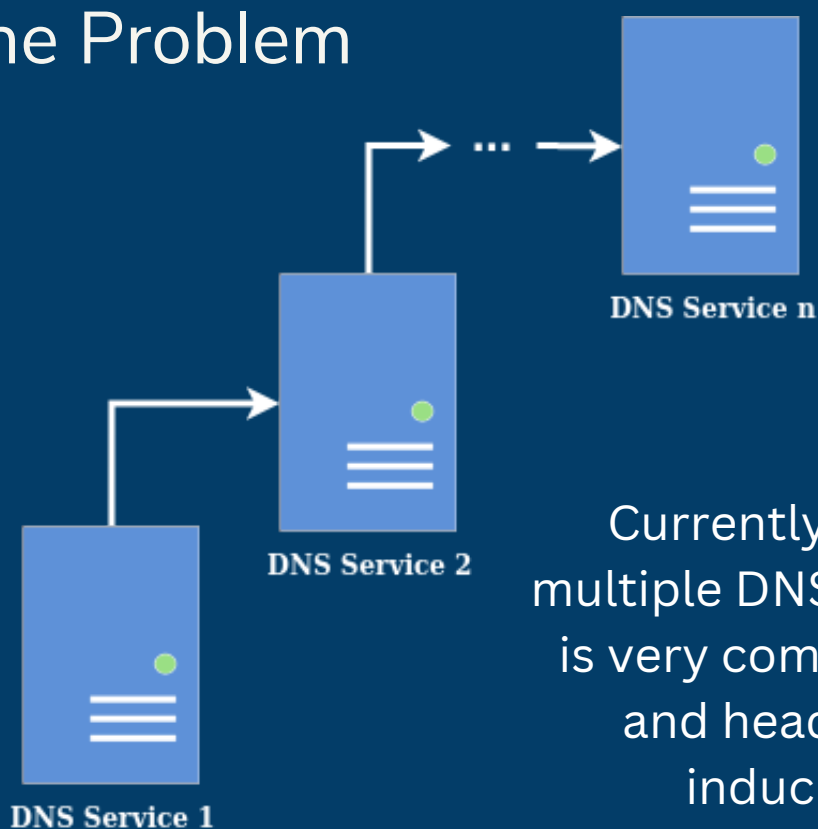 ne Problem
...
DNS Service n
DNS Service 2
DNS Service 1
Currently
multiple DNS
is very com
and head
induc